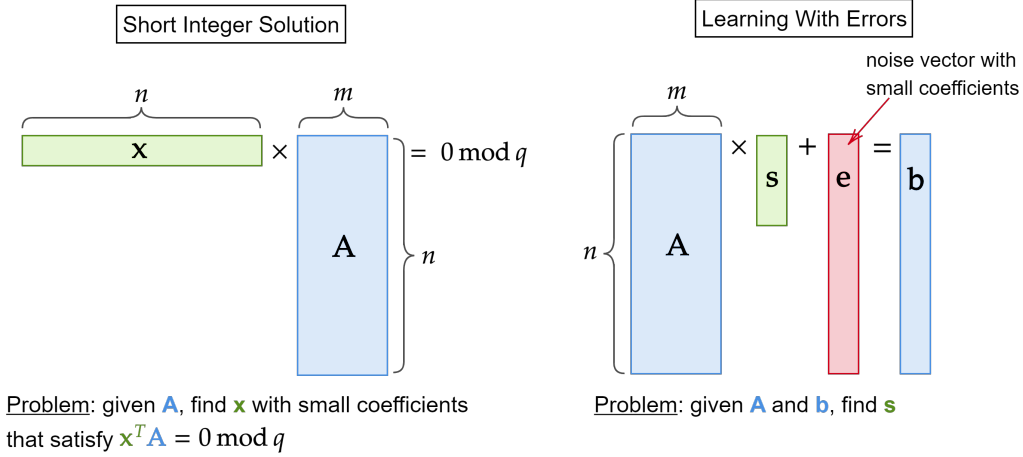 Short Integer Solution
n
m
x × A = 0 mod q
n
Problem: given A, find x with small coefficients
that satisfy x^T A = 0 mod q
Learning With Errors
noise vector with
small coefficients
m
n
A × s + e = b
Problem: given A and b, find s